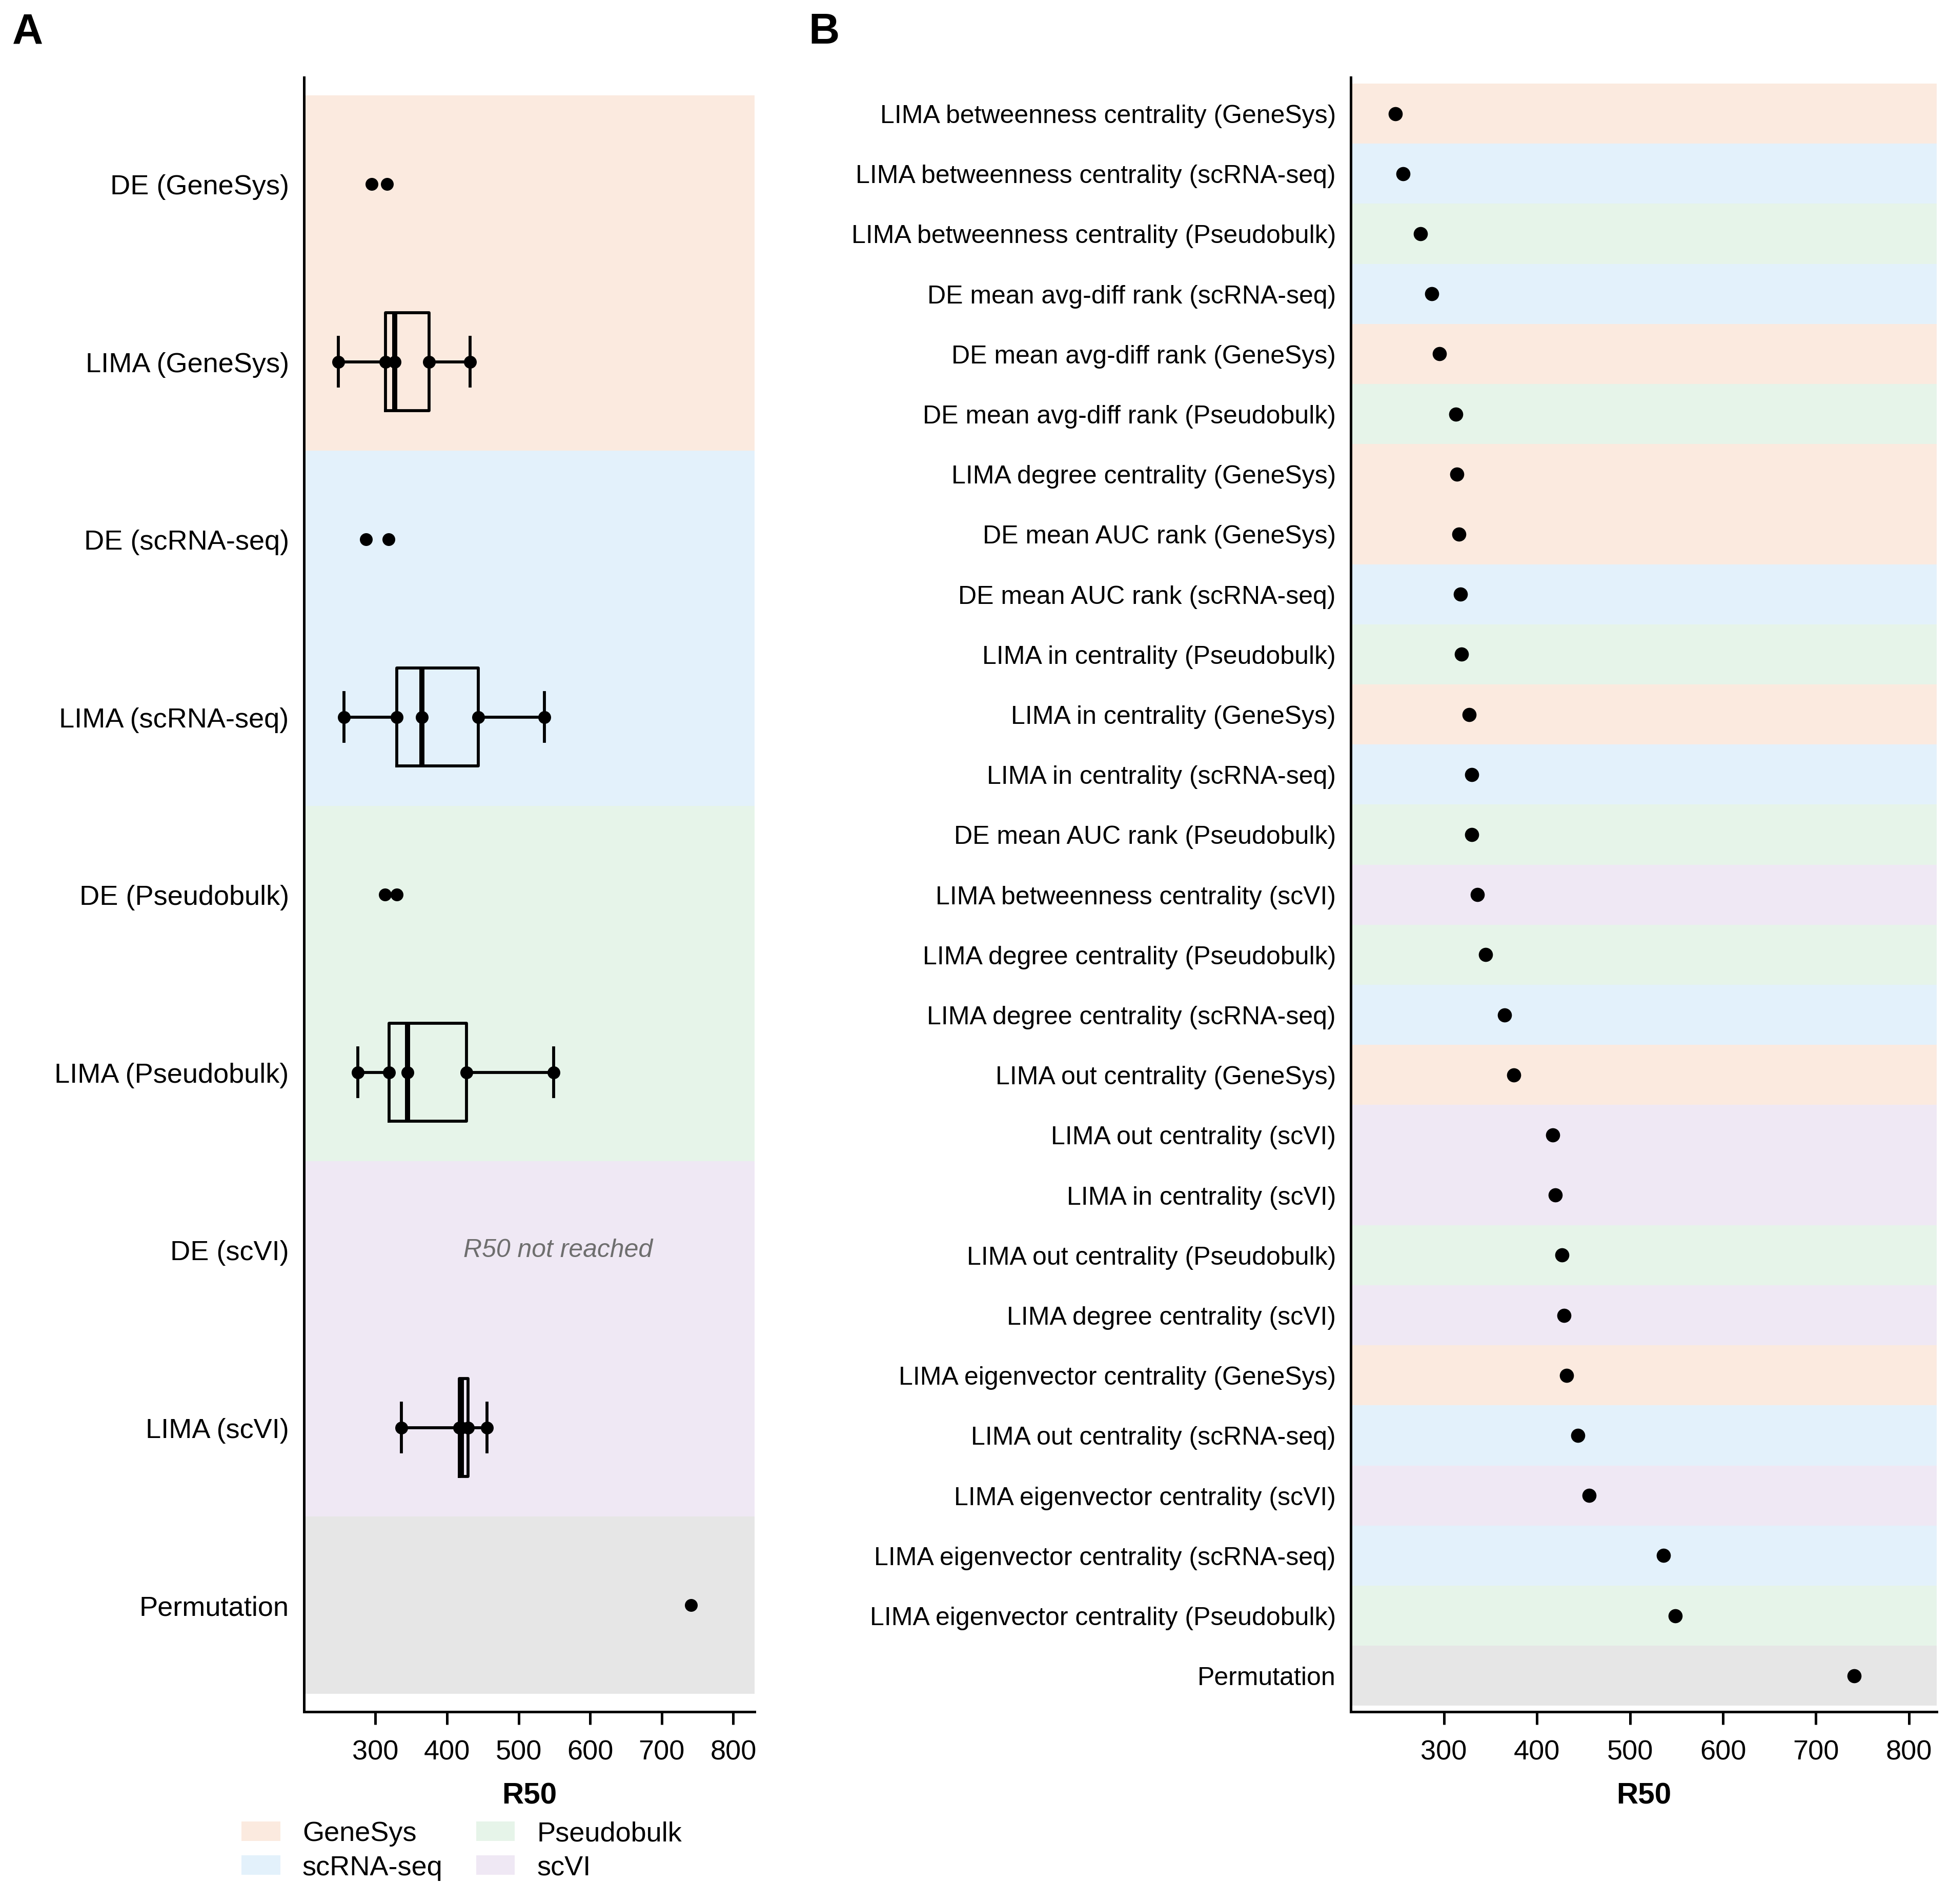 A
DE (GeneSys)
LIMA (GeneSys)
DE (scRNA-seq)
LIMA (scRNA-seq)
DE (Pseudobulk)
LIMA (Pseudobulk)
DE (scVI)
R50 not reached
LIMA (scVI)
Permutation
300 400 500 600 700 800
R50
GeneSys Pseudobulk
scRNA-seq scVI
B
LIMA betweenness centrality (GeneSys)
LIMA betweenness centrality (scRNA-seq)
LIMA betweenness centrality (Pseudobulk)
DE mean avg-diff rank (scRNA-seq)
DE mean avg-diff rank (GeneSys)
DE mean avg-diff rank (Pseudobulk)
LIMA degree centrality (GeneSys)
DE mean AUC rank (GeneSys)
DE mean AUC rank (scRNA-seq)
LIMA in centrality (Pseudobulk)
LIMA in centrality (GeneSys)
LIMA in centrality (scRNA-seq)
DE mean AUC rank (Pseudobulk)
LIMA betweenness centrality (scVI)
LIMA degree centrality (Pseudobulk)
LIMA degree centrality (scRNA-seq)
LIMA out centrality (GeneSys)
LIMA out centrality (scVI)
LIMA in centrality (scVI)
LIMA out centrality (Pseudobulk)
LIMA degree centrality (scVI)
LIMA eigenvector centrality (GeneSys)
LIMA out centrality (scRNA-seq)
LIMA eigenvector centrality (scVI)
LIMA eigenvector centrality (scRNA-seq)
LIMA eigenvector centrality (Pseudobulk)
Permutation
300 400 500 600 700 800
R50